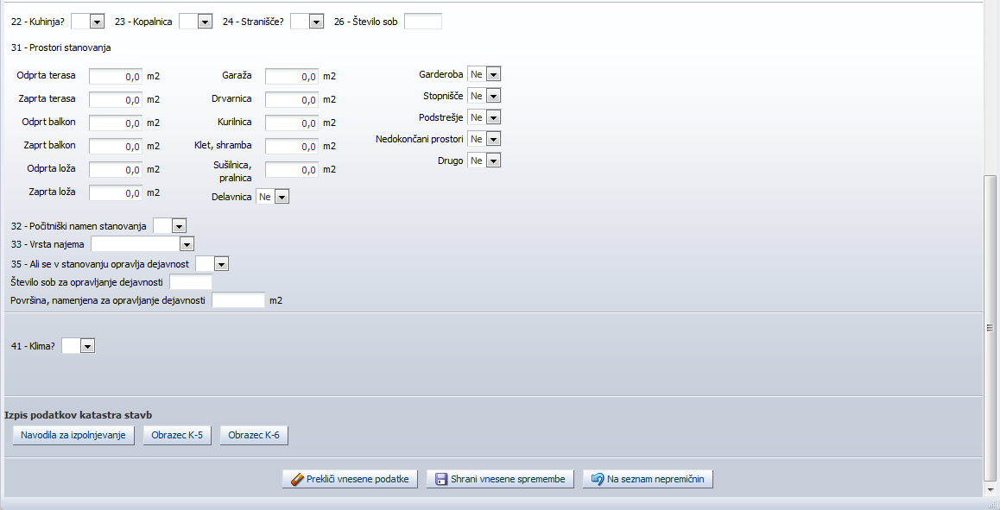 22 - Kuhinja? 23 - Kopalnica 24 - Stranišče? 26 - Število sob
31 - Prostori stanovanja
Odprta terasa 0,0 m2 Garaža 0,0 m2 Garderoba Ne
Zaprta terasa 0,0 m2 Drvarnica 0,0 m2 Stopnišče Ne
Odprt balkon 0,0 m2 Kurilnica 0,0 m2 Podstrešje Ne
Zaprt balkon 0,0 m2 Klet, shramba 0,0 m2 Nedokončani prostori Ne
Odprta loža 0,0 m2 Sušilnica, pralnica 0,0 m2 Drugo Ne
Zaprta loža 0,0 m2 Delavnica Ne
32 - Počitniški namen stanovanja
33 - Vrsta najema
35 - Ali se v stanovanju opravlja dejavnost
Število sob za opravljanje dejavnosti
Površina, namenjena za opravljanje dejavnosti m2
41 - Klima?
Izpis podatkov katastra stavb
Navodila za izpolnjevanje Obrazec K-5 Obrazec K-6
Prekliči vnesene podatke Shrani vnesene spremembe Na seznam nepremičnin